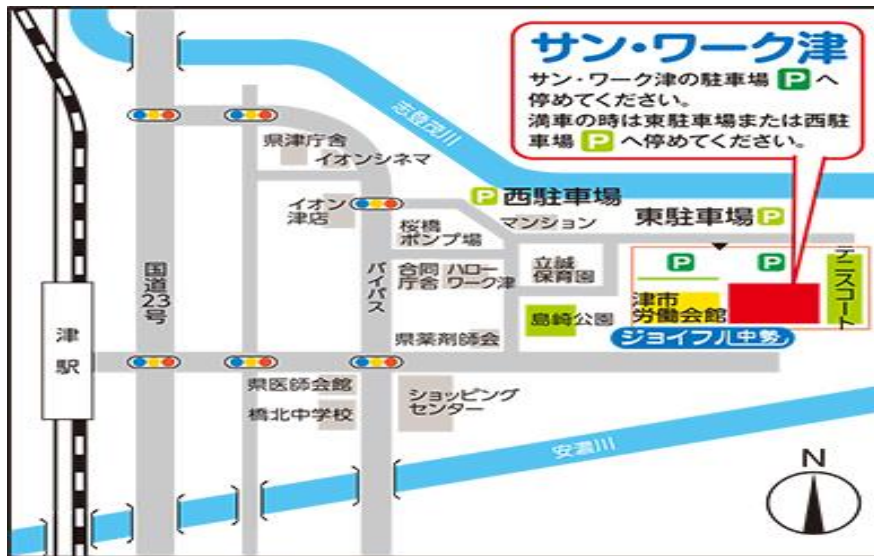 サン・ワーク津
サン・ワーク津の駐車場 P へ
停めてください。
満車の時は東駐車場または西駐
車場 P へ停めてください。
志登茂川
県津庁舎
イオンシネマ
P 西駐車場
イオン
津店
桜橋
ポンプ場
マンション
東駐車場 P
国道23号
バイパス
合同
庁舎
ハロー
ワーク津
立誠
保育園
P
P
テニスコート
津市
労働会館
島崎公園
ジョイフル中勢
津駅
県薬剤師会
県医師会館
橋北中学校
ショッピング
センター
安濃川
N